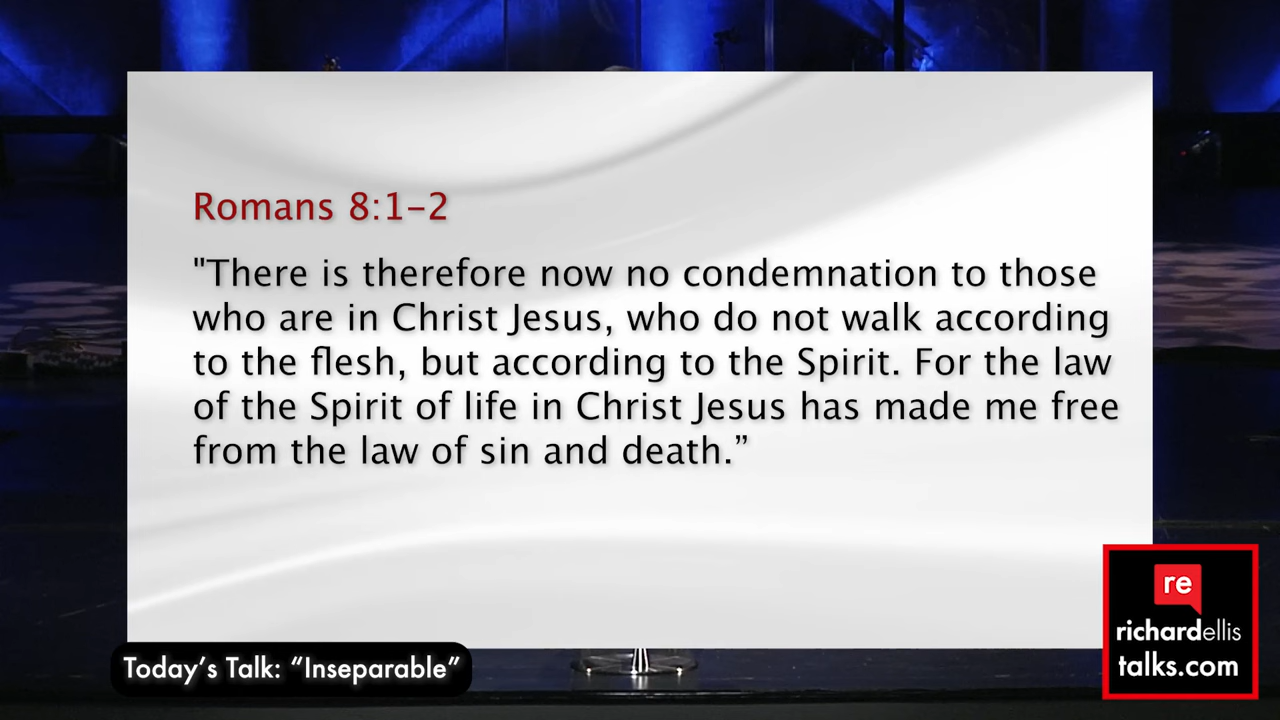 Romans 8:1–2
"There is therefore now no condemnation to those
who are in Christ Jesus, who do not walk according
to the flesh, but according to the Spirit. For the law
of the Spirit of life in Christ Jesus has made me free
from the law of sin and death.”
Today’s Talk: “Inseparable”
re
richardellis
talks.com